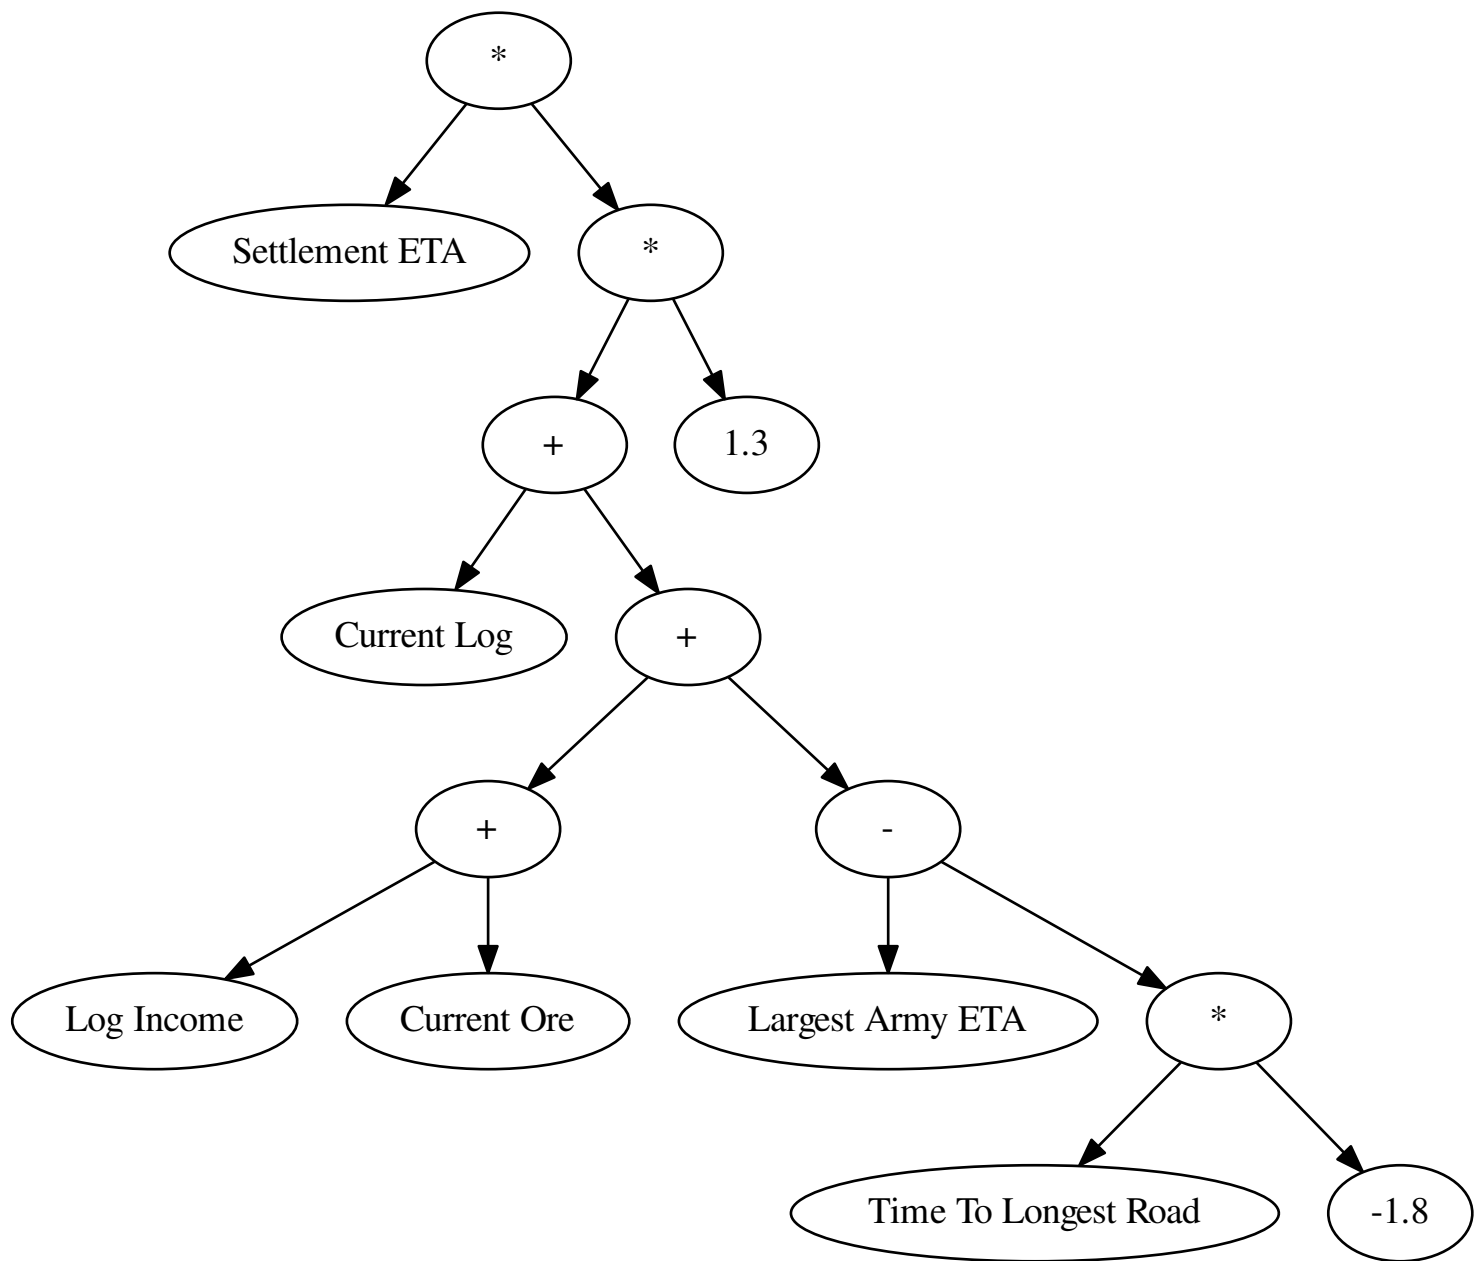 *
Settlement ETA
*
+
1.3
Current Log
+
+
-
Log Income
Current Ore
Largest Army ETA
*
Time To Longest Road
-1.8